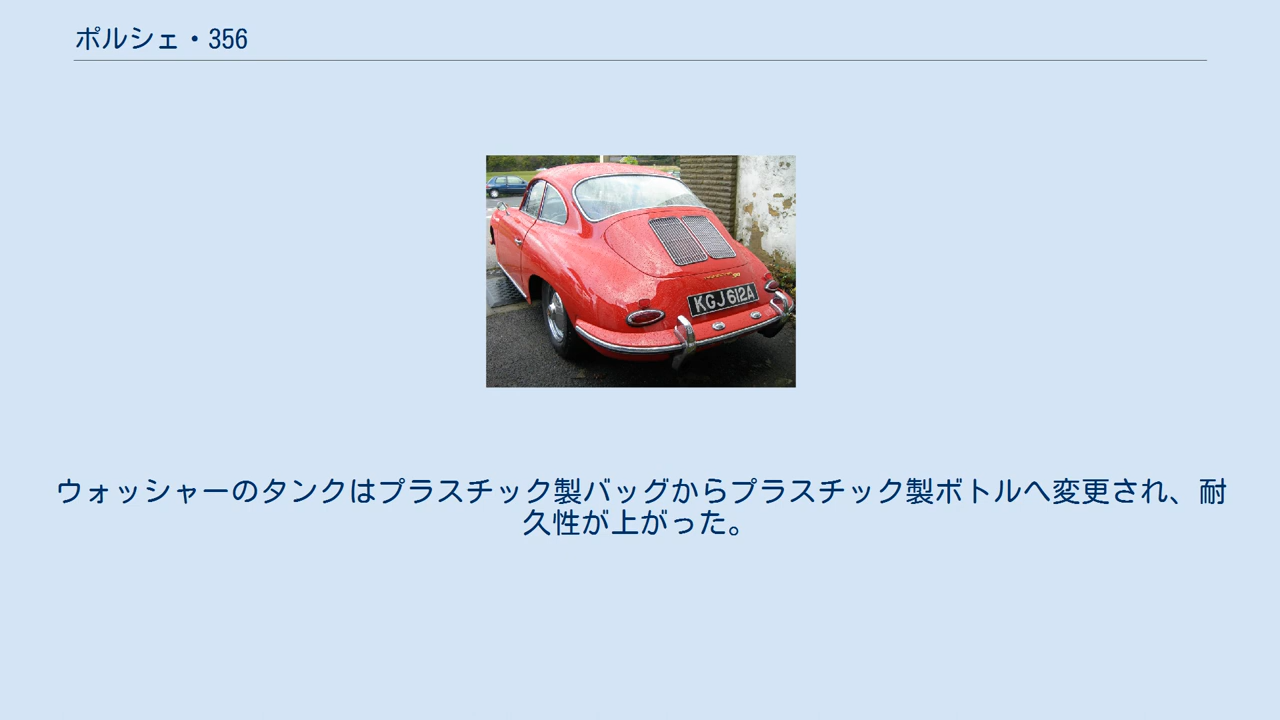 ポルシェ・356
KGJ 612A
ウォッシャーのタンクはプラスチック製バッグからプラスチック製ボトルへ変更され、耐
久性が上がった。